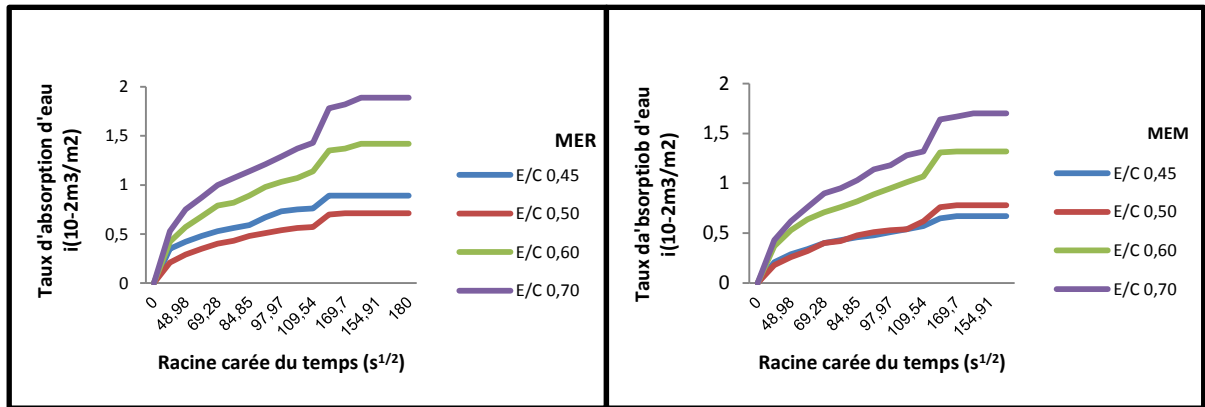 Taux d'absorption d'eau
i(10-2m3/m2)
2
1,5
1
0,5
0
0
48,98
69,28
84,85
97,97
109,54
169,7
154,91
180
Racine carée du temps (s1/2)
MER
E/C 0,45
E/C 0,50
E/C 0,60
E/C 0,70
Taux da'bsorptiob d'eau
i(10-2m3/m2)
2
1,5
1
0,5
0
0
48,98
69,28
84,85
97,97
109,54
169,7
154,91
Racine carée du temps (s1/2)
MEM
E/C 0,45
E/C 0,50
E/C 0,60
E/C 0,70